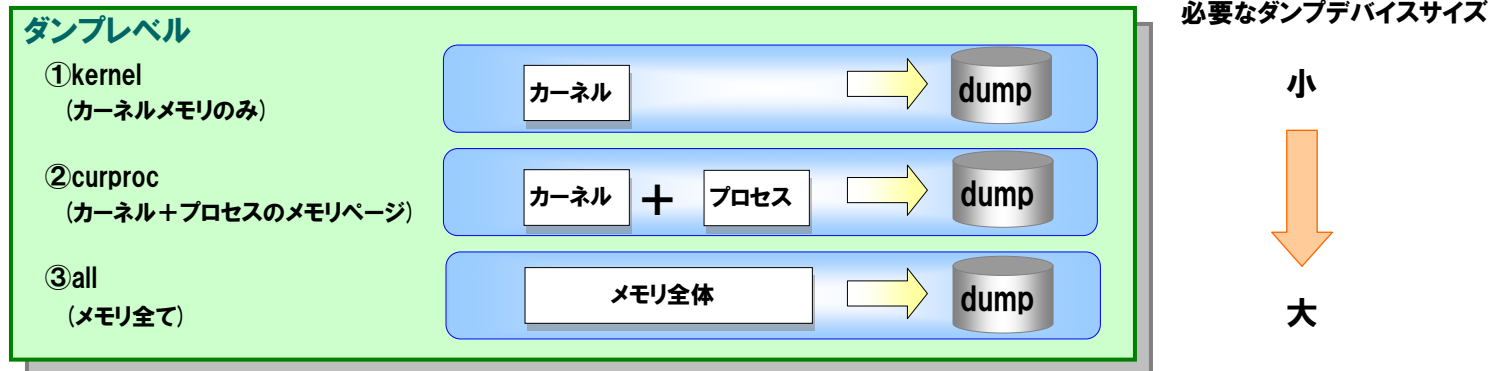 必要なダンプデバイスサイズ
ダンプレベル
①kernel
(カーネルメモリのみ)
カーネル
dump
小
②curproc
(カーネル＋プロセスのメモリページ)
カーネル ＋ プロセス
dump
③all
(メモリ全て)
メモリ全体
dump
大